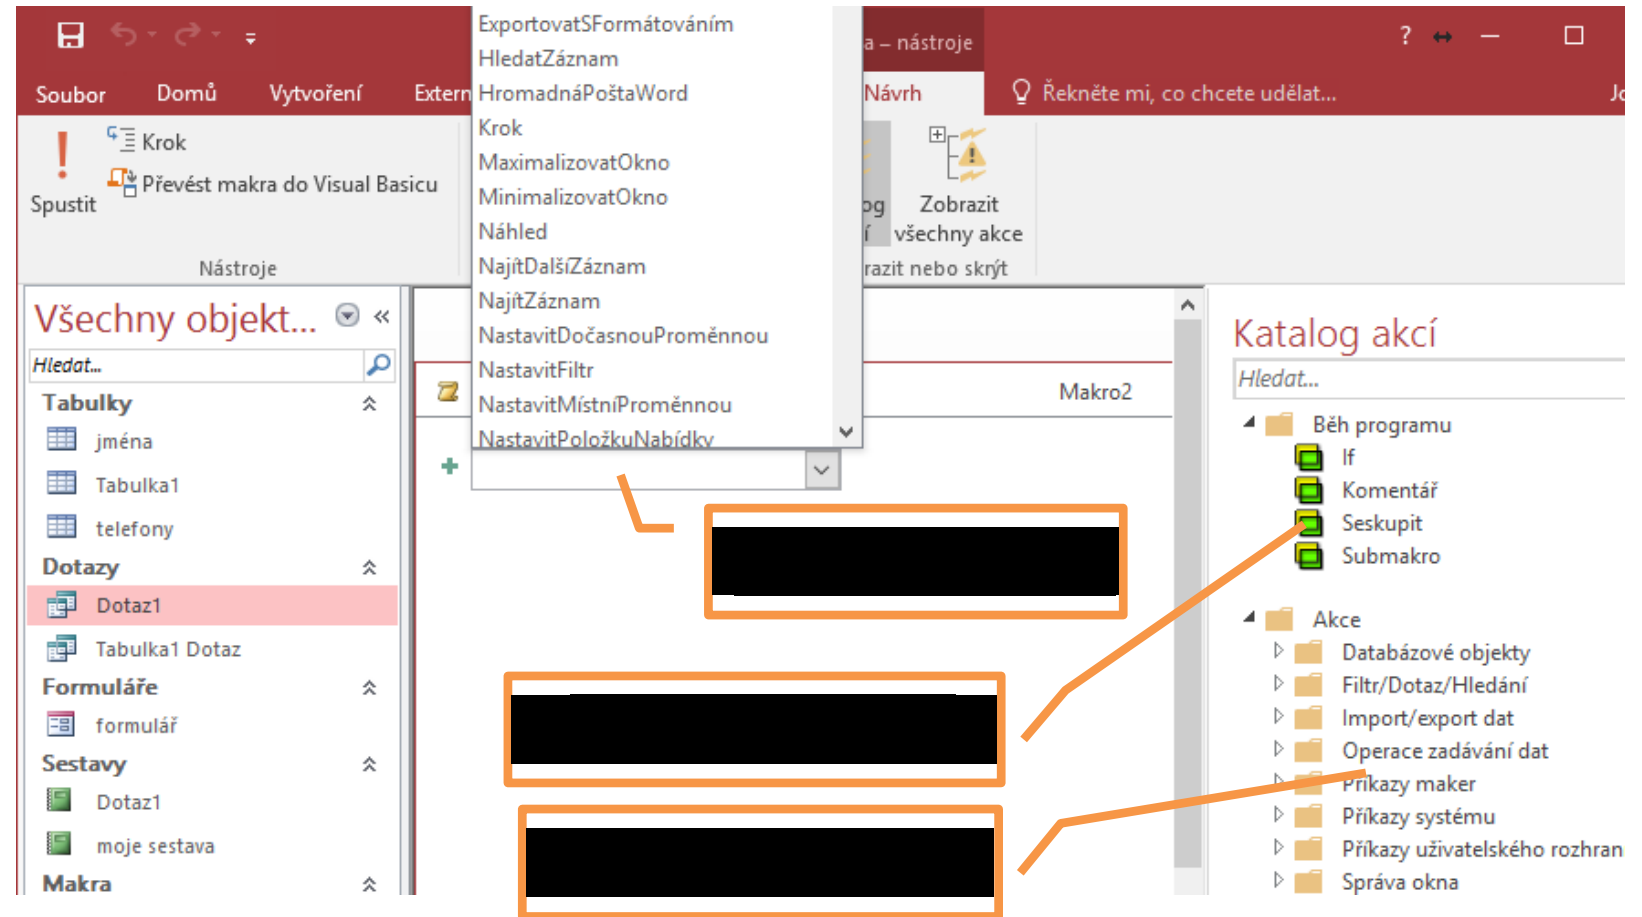 a – nástroje
?
Soubor Domů Vytvoření Extern Návrh Řekněte mi, co chcete udělat...
Krok
Převést makra do Visual Basicu
Spustit
Nástroje
ExportovatSFormátováním
HledatZáznam
HromadnáPoštaWord
Krok
MaximalizovatOkno
MinimalizovatOkno
Náhled
NajítDalšíZáznam
NajítZáznam
NastavitDočasnouProměnnou
NastavitFiltr
NastavitMístníProměnnou
NastavitPoložkuNabídky
og
í
Zobrazit
všechny akce
razit nebo skrýt
Všechny objekt...
Hledat...
Tabulky
jména
Tabulka1
telefony
Dotazy
Dotaz1
Tabulka1 Dotaz
Formuláře
formulář
Sestavy
Dotaz1
moje sestava
Makra
Makro2
Katalog akcí
Hledat...
Běh programu
If
Komentář
Seskupit
Submakro
Akce
Databázové objekty
Filtr/Dotaz/Hledání
Import/export dat
Operace zadávání dat
Příkazy maker
Příkazy systému
Příkazy uživatelského rozhran
Správa okna